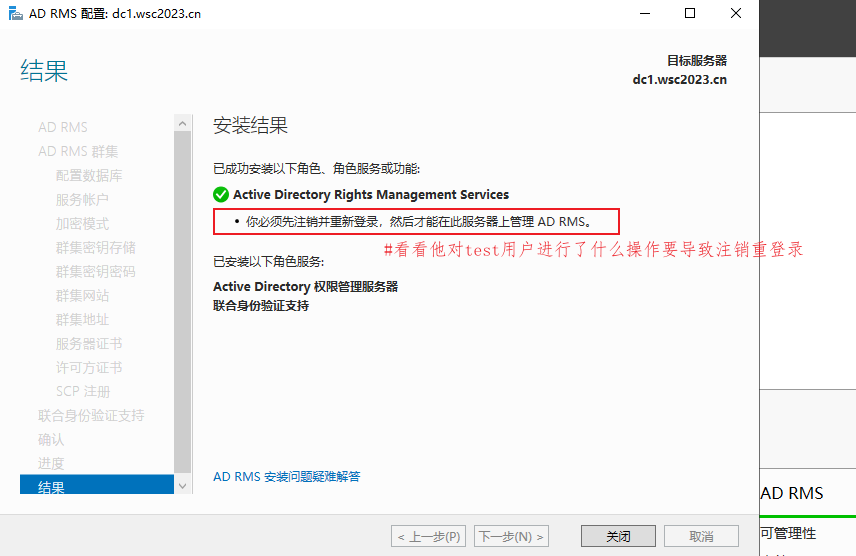 AD RMS 配置: dc1.wsc2023.cn
结果
目标服务器
dc1.wsc2023.cn
AD RMS
AD RMS 群集
配置数据库
服务帐户
加密模式
群集密钥存储
群集密钥密码
群集网站
群集地址
服务器证书
许可方证书
SCP 注册
联合身份验证支持
确认
进度
结果
安装结果
已成功安装以下角色、角色服务或功能:
Active Directory Rights Management Services
• 你必须先注销并重新登录，然后才能在此服务器上管理 AD RMS。
#看看他对test用户进行了什么操作要导致注销重登录
已安装以下角色服务:
Active Directory 权限管理服务器
联合身份验证支持
AD RMS 安装问题疑难解答
< 上一步(P)
下一步(N) >
关闭
取消
AD RMS
可管理性